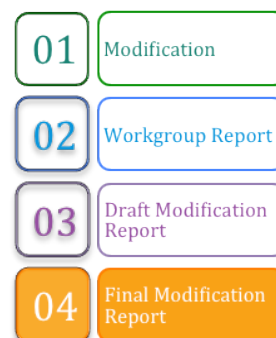 01
Modification
02
Workgroup Report
03
Draft Modification
Report
04
Final Modification
Report